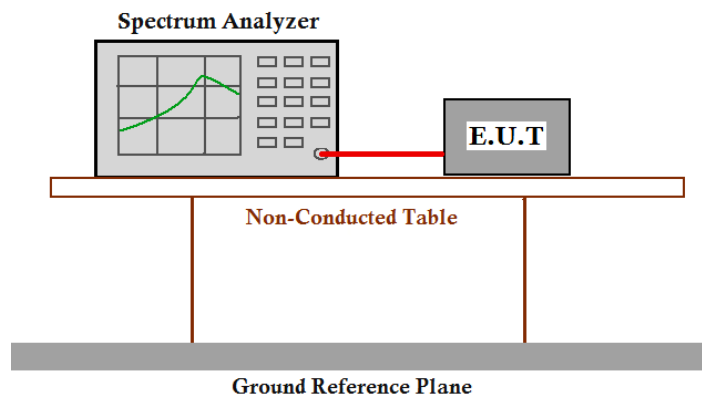 Spectrum Analyzer
E.U.T
Non-Conducted Table
Ground Reference Plane